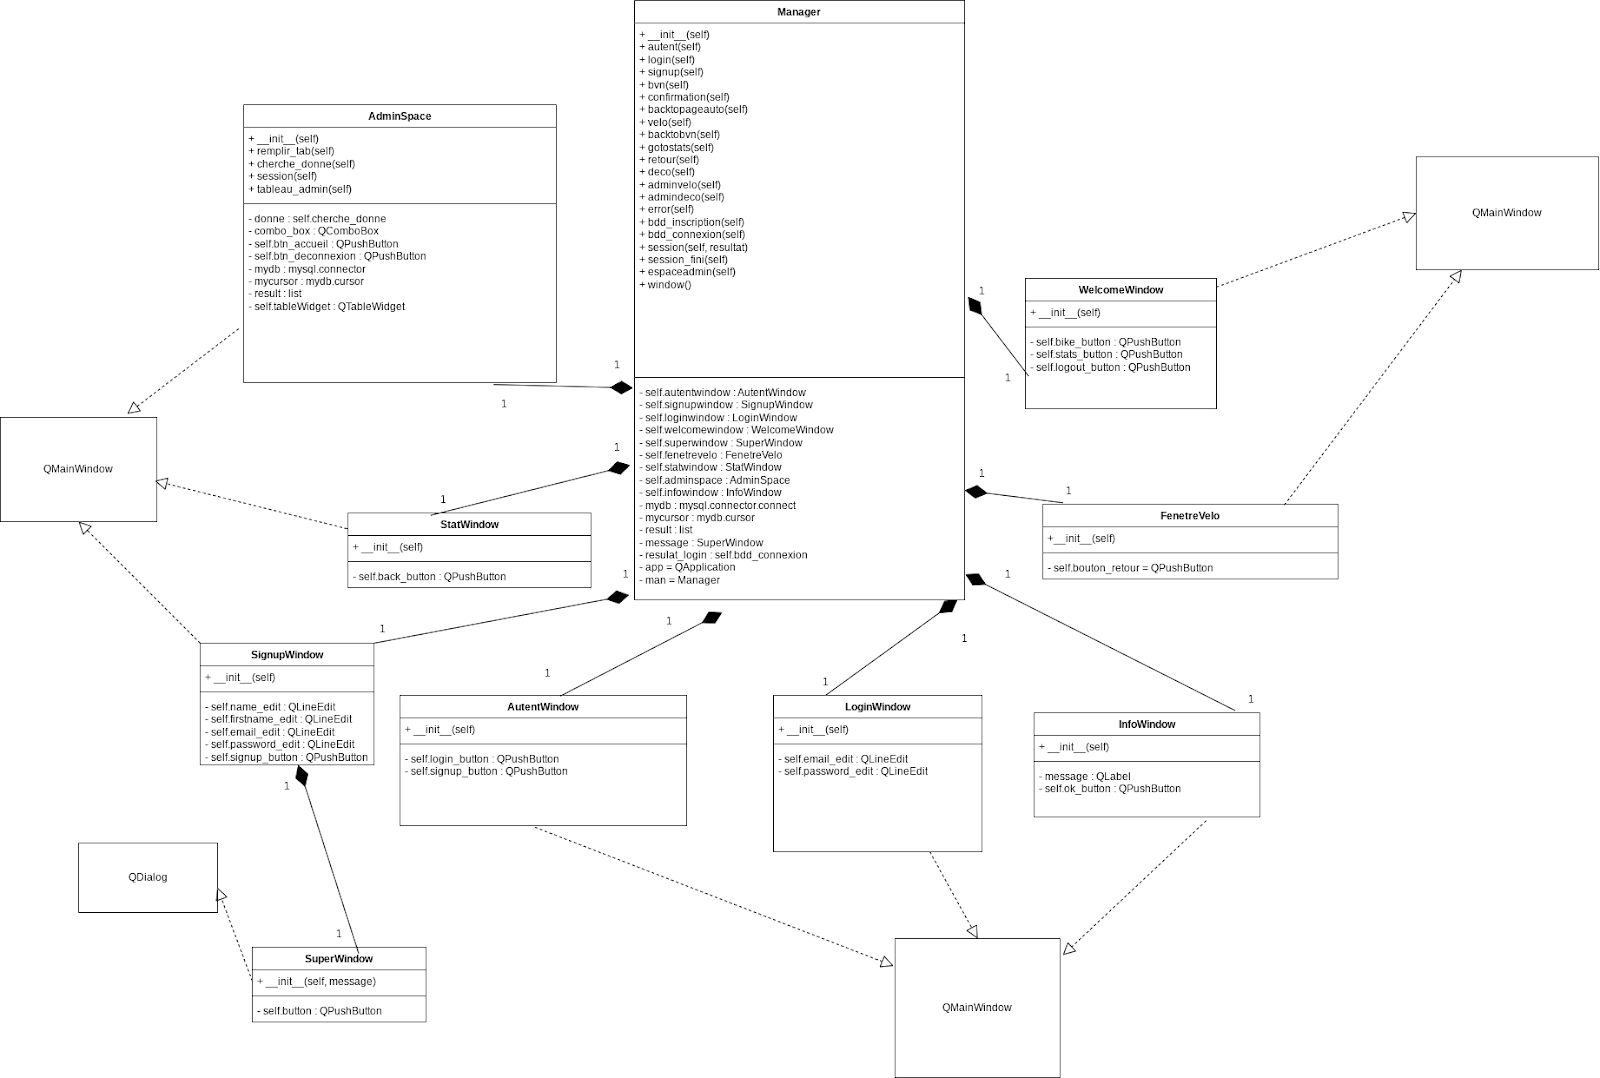 Manager
+ __init__(self)
+ autent(self)
+ login(self)
+ signup(self)
+ bvn(self)
+ confirmation(self)
+ backtopageauto(self)
+ velo(self)
+ backtobvn(self)
+ gotostats(self)
+ retour(self)
+ deco(self)
+ adminvelo(self)
+ admindeco(self)
+ error(self)
+ bdd_inscription(self)
+ bdd_connexion(self)
+ session(self, resultat)
+ session_fini(self)
+ espaceadmin(self)
+ window()
- self.autentwindow : AutentWindow
- self.signupwindow : SignupWindow
- self.loginwindow : LoginWindow
- self.welcomewindow : WelcomeWindow
- self.superwindow : SuperWindow
- self.fenetrevelo : FenetreVelo
- self.statwindow : StatWindow
- self.adminspace : AdminSpace
- self.infowindow : InfoWindow
- mydb : mysql.connector.connect
- mycursor : mydb.cursor
- result : list
- message : SuperWindow
- resulat_login : self.bdd_connexion
- app = QApplication
- man = Manager
AdminSpace
+ __init__(self)
+ remplir_tab(self)
+ cherche_donne(self)
+ session(self)
+ tableau_admin(self)
- donne : self.cherche_donne
- combo_box : QComboBox
- self.btn_accueil : QPushButton
- self.btn_deconnexion : QPushButton
- mydb : mysql.connector
- mycursor : mydb.cursor
- result : list
- self.tableWidget : QTableWidget
QMainWindow
1
WelcomeWindow
+ __init__(self)
- self.bike_button : QPushButton
- self.stats_button : QPushButton
- self.logout_button : QPushButton
1
1
1
QMainWindow
1
1
StatWindow
+ __init__(self)
- self.back_button : QPushButton
1
1
FenetreVelo
+__init__(self)
- self.bouton_retour = QPushButton
1
1
1
1
1
SignupWindow
+ __init__(self)
- self.name_edit : QLineEdit
- self.firstname_edit : QLineEdit
- self.email_edit : QLineEdit
- self.password_edit : QLineEdit
- self.signup_button : QPushButton
1
AutentWindow
+ __init__(self)
- self.login_button : QPushButton
- self.signup_button : QPushButton
1
LoginWindow
+ __init__(self)
- self.email_edit : QLineEdit
- self.password_edit : QLineEdit
1
InfoWindow
+ __init__(self)
- message : QLabel
- self.ok_button : QPushButton
1
QDialog
1
SuperWindow
+ __init__(self, message)
- self.button : QPushButton
QMainWindow